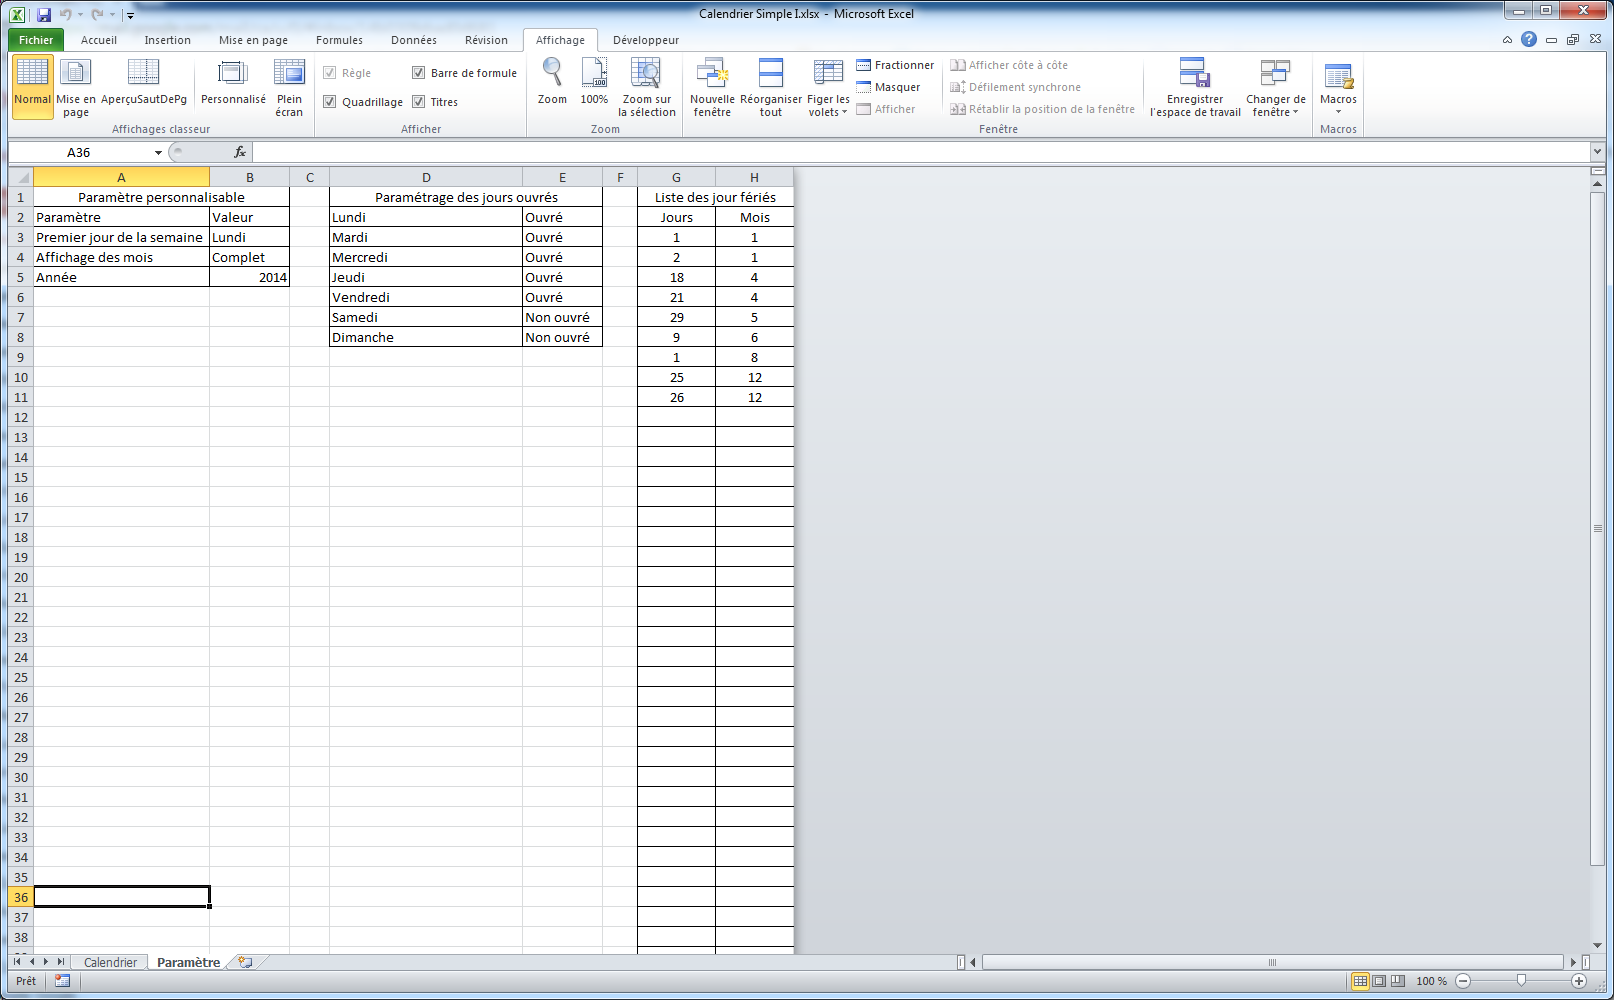 Calendrier Simple I.xlsx - Microsoft Excel
Fichier Accueil Insertion Mise en page Formules Données Révision Affichage Développeur
Normal Mise en page AperçuSautDePg Personnalisé Plein écran
Affichages classeur
Règle Barre de formule
Quadrillage Titres
Afficher
Zoom 100% Zoom sur la sélection
Zoom
Nouvelle fenêtre Réorganiser tout Figer les volets
Fractionner
Masquer
Afficher
Afficher côte à côte
Défilement synchrone
Rétablir la position de la fenêtre
Enregistrer l'espace de travail Changer de fenêtre
Fenêtre
Macros
Macros
A36 fx
A B C D E F G H
1 Paramètre personnalisable Paramétrage des jours ouvrés Liste des jour fériés
2 Paramètre Valeur Lundi Ouvré Jours Mois
3 Premier jour de la semaine Lundi Mardi Ouvré 1 1
4 Affichage des mois Complet Mercredi Ouvré 2 1
5 Année 2014 Jeudi Ouvré 18 4
6 Vendredi Ouvré 21 4
7 Samedi Non ouvré 29 5
8 Dimanche Non ouvré 9 6
9 1 8
10 25 12
11 26 12
12
13
14
15
16
17
18
19
20
21
22
23
24
25
26
27
28
29
30
31
32
33
34
35
36
37
38
Calendrier Paramètre
Prêt 100 %